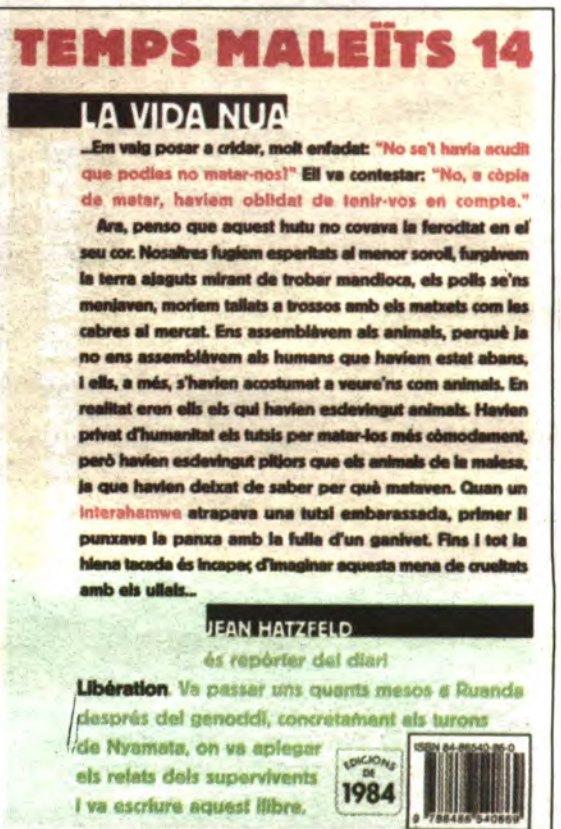 TEMPS MALEÏTS 14
LA VIDA NUA
...Em vaig posar a cridar, molt enfadat: "No se't havia acudit
que podies no matar-nos?" Ell va contestar: "No, a còpia
de matar, havíem oblidat de tenir-vos en compte."
Ara, penso que aquest hutu no covava la ferocitat en el
seu cor. Nosaltres fugíem esperitats al menor soroll, furgàvem
la terra ajaguts mirant de trobar mandioca, els polls se'ns
menjaven, moríem tallats a trossos amb els matxets com les
cabres al mercat. Ens assemblàvem als animals, perquè ja
no ens assemblàvem als humans que havíem estat abans,
i ells, a més, s'havien acostumat a veure'ns com animals. En
realitat eren ells els qui havien esdevingut animals. Havien
privat d'humanitat els tutsis per matar-los més còmodament,
però havien esdevingut pitjors que els animals de la malesa,
ja que havien deixat de saber per què mataven. Quan un
interahamwe atrapava una tutsi embarassada, primer li
punxava la panxa amb la fulla d'un ganivet. Fins i tot la
hiena tacada és incapaç d'imaginar aquesta mena de crueltats
amb els ullals...
JEAN HATZFELD
és repòrter del diari
Libération. Va passar uns quants mesos a Ruanda
després del genocidi, concretament als turons
de Nyamata, on va aplegar
els relats dels supervivents
i va escriure aquest llibre.
EDICIONS
DE
1984
ISBN 84-86540-86-0
9 788486 540869